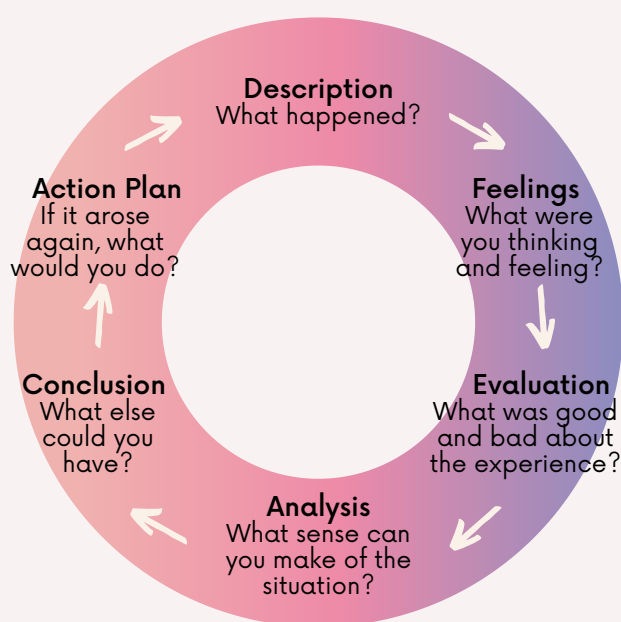 Description
What happened?
Feelings
What were
you thinking
and feeling?
Evaluation
What was good
and bad about
the experience?
Analysis
What sense can
you make of the
situation?
Conclusion
What else
could you
have?
Action Plan
If it arose
again, what
would you do?